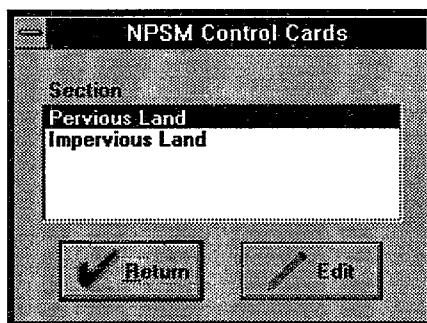 NPSM Control Cards
Section
Pervious Land
Impervious Land
Return Edit